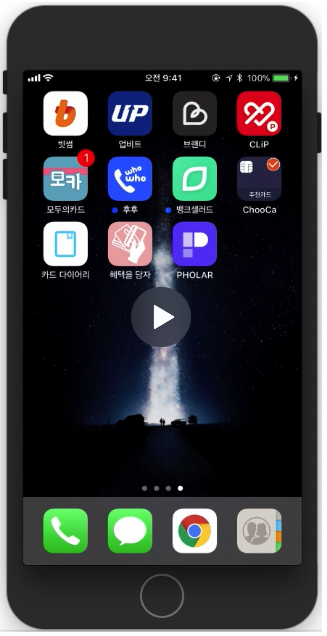 오전 9:41
100%
UP
빗썸
업비트
브랜디
CLiP
P
모카
1
who
who
추천카드
모두의카드
후후
뱅크샐러드
ChooCa
카드 다이어리
혜택을 담자
PHOLAR